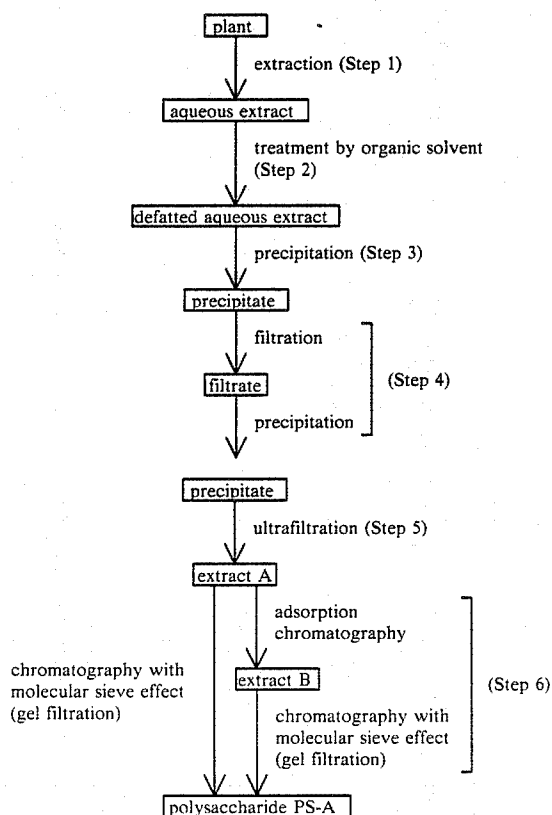 plant
extraction (Step 1)
aqueous extract
treatment by organic solvent
(Step 2)
defatted aqueous extract
precipitation (Step 3)
precipitate
filtration
(Step 4)
filtrate
precipitation
precipitate
ultrafiltration (Step 5)
extract A
adsorption
chromatography
chromatography with
molecular sieve effect
(gel filtration)
extract B
(Step 6)
chromatography with
molecular sieve effect
(gel filtration)
polysaccharide PS-A